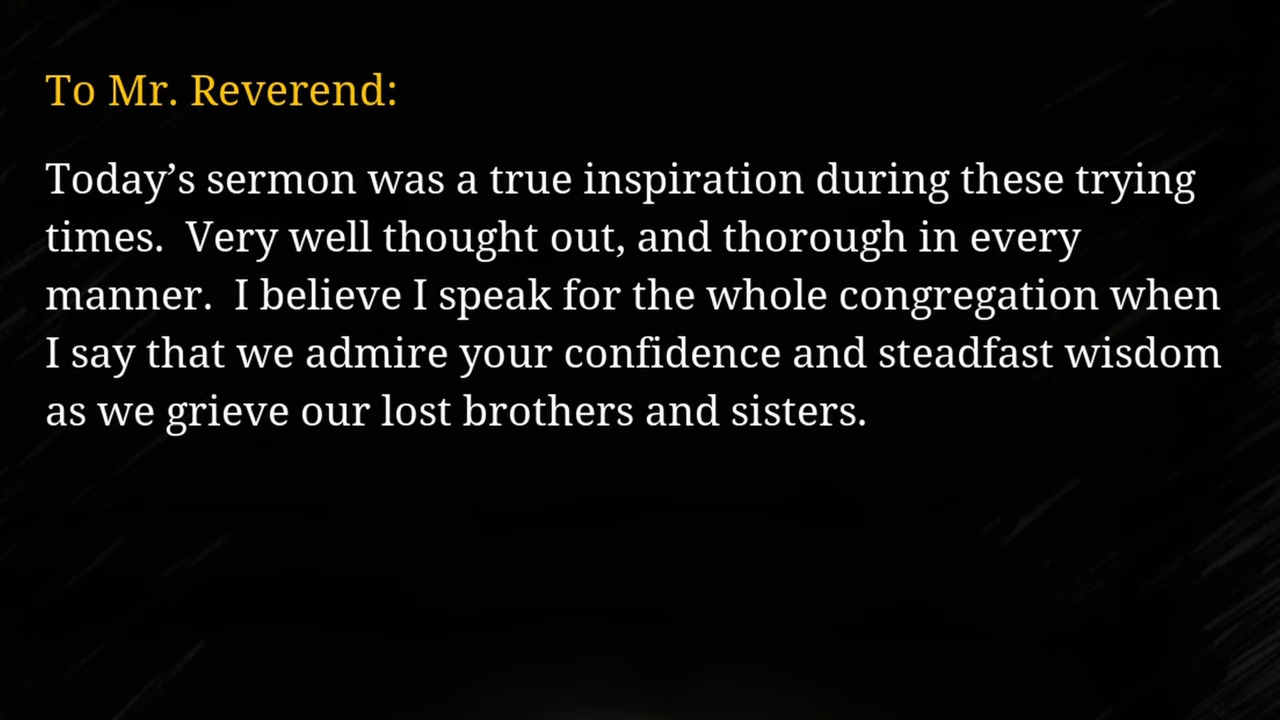 To Mr. Reverend:
Today’s sermon was a true inspiration during these trying
times.  Very well thought out, and thorough in every
manner.  I believe I speak for the whole congregation when
I say that we admire your confidence and steadfast wisdom
as we grieve our lost brothers and sisters.